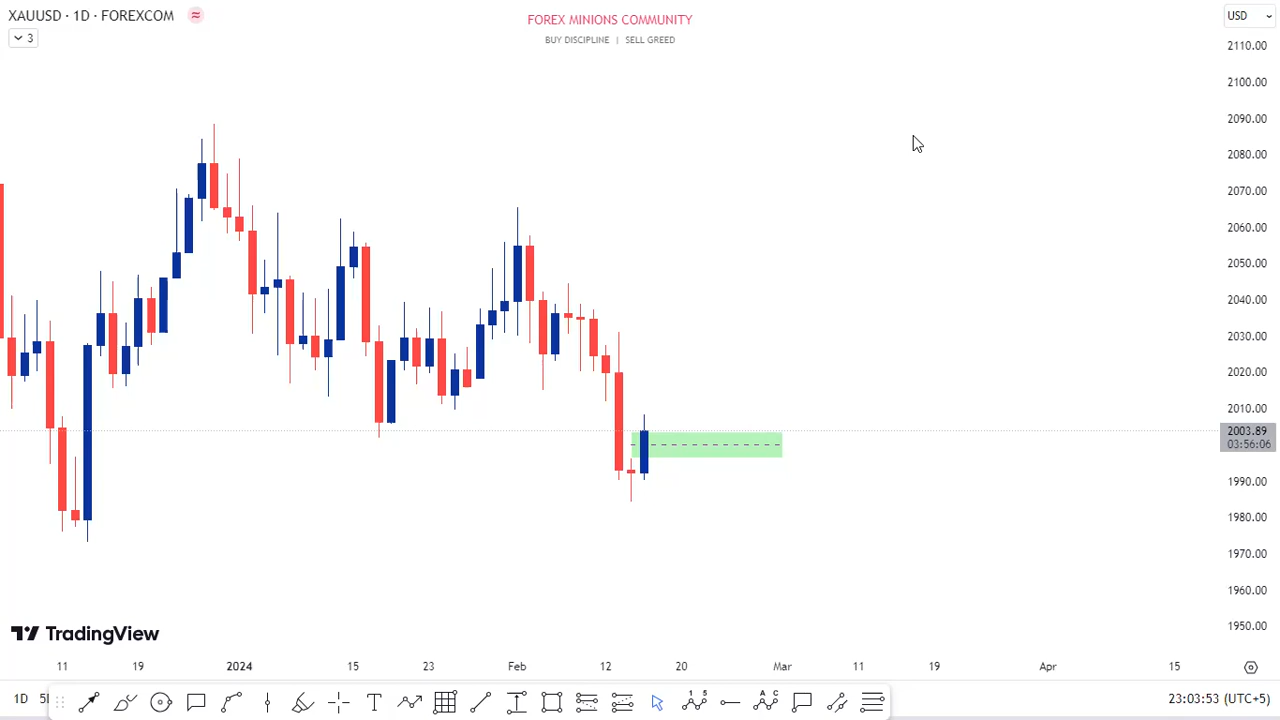 XAUUSD · 1D · FOREXCOM
3
FOREX MINIONS COMMUNITY
BUY DISCIPLINE | SELL GREED
USD
2110.00
2100.00
2090.00
2080.00
2070.00
2060.00
2050.00
2040.00
2030.00
2020.00
2010.00
2003.89
03:56:06
1990.00
1980.00
1970.00
1960.00
1950.00
TradingView
11 19 2024 15 23 Feb 12 20 Mar 11 19 Apr 15
1D
23:03:53 (UTC+5)